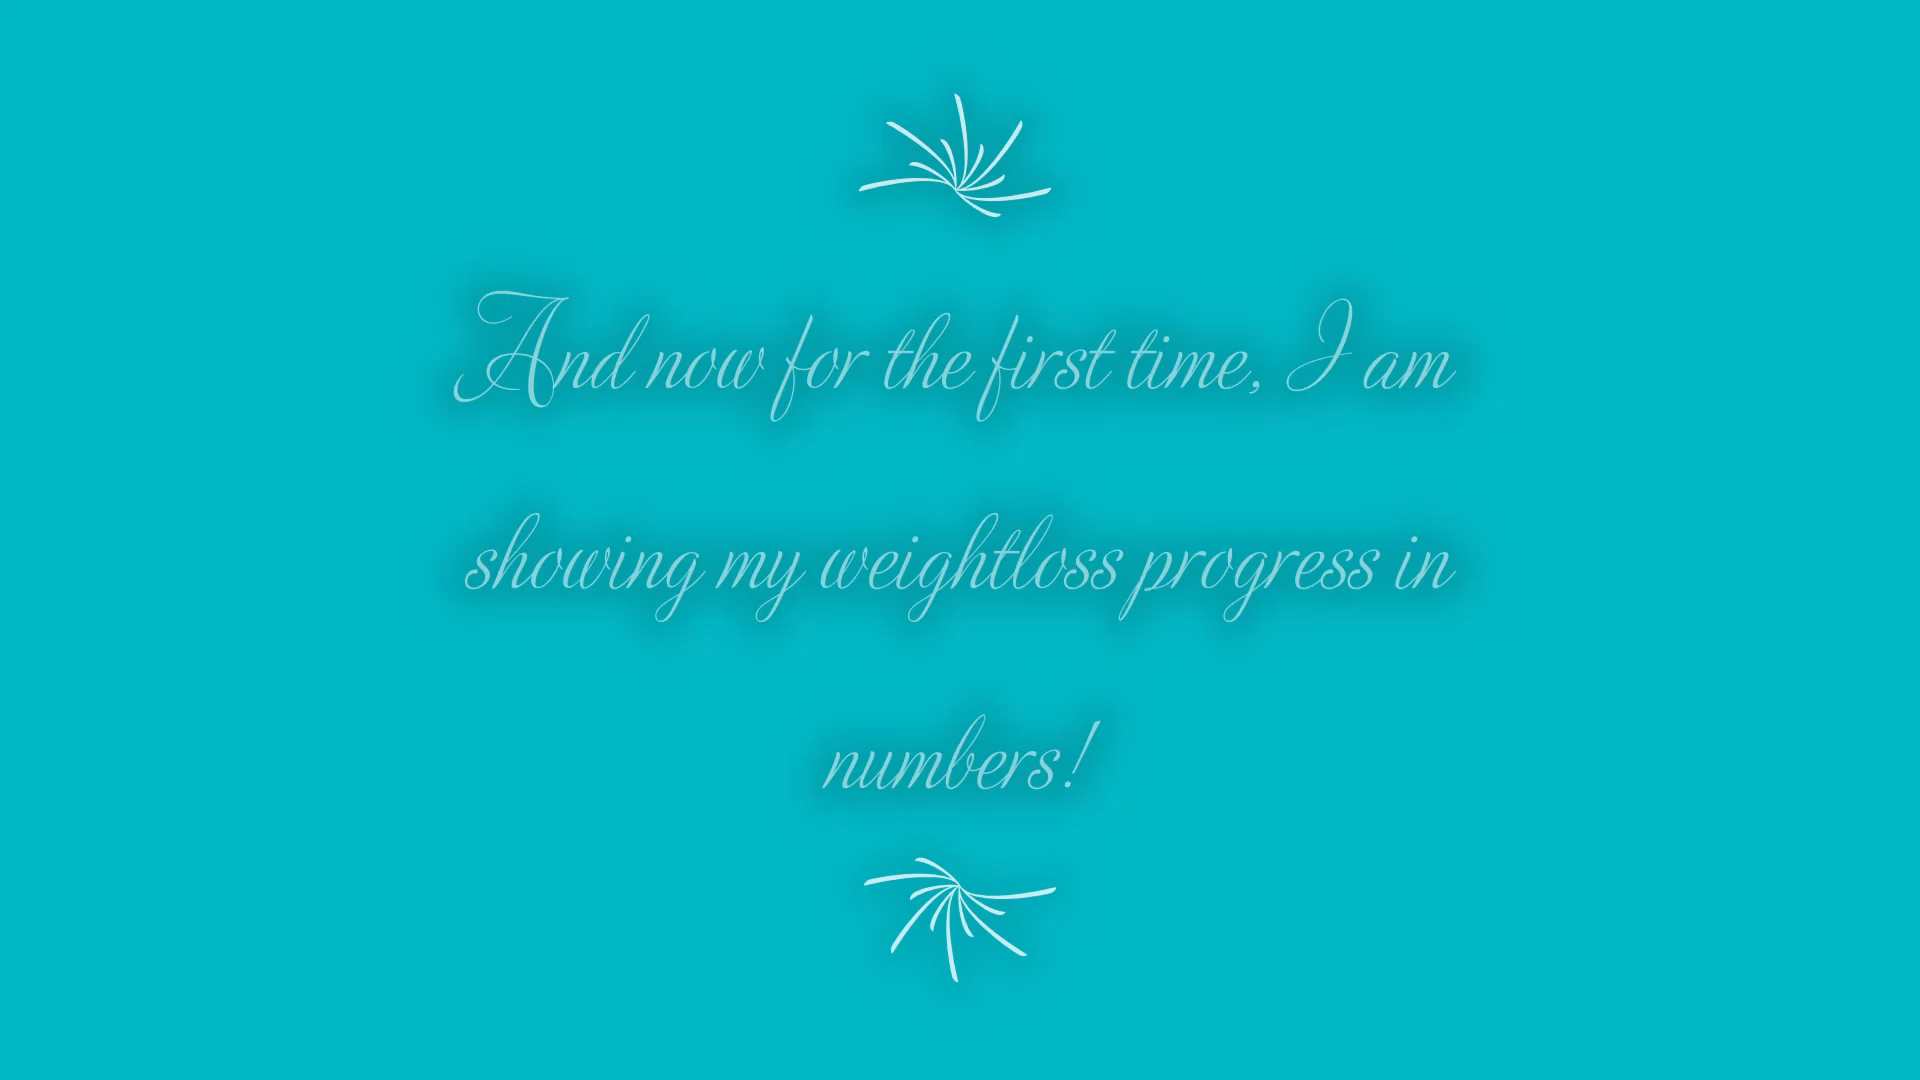 And now for the first time, I am
showing my weightloss progress in
numbers!